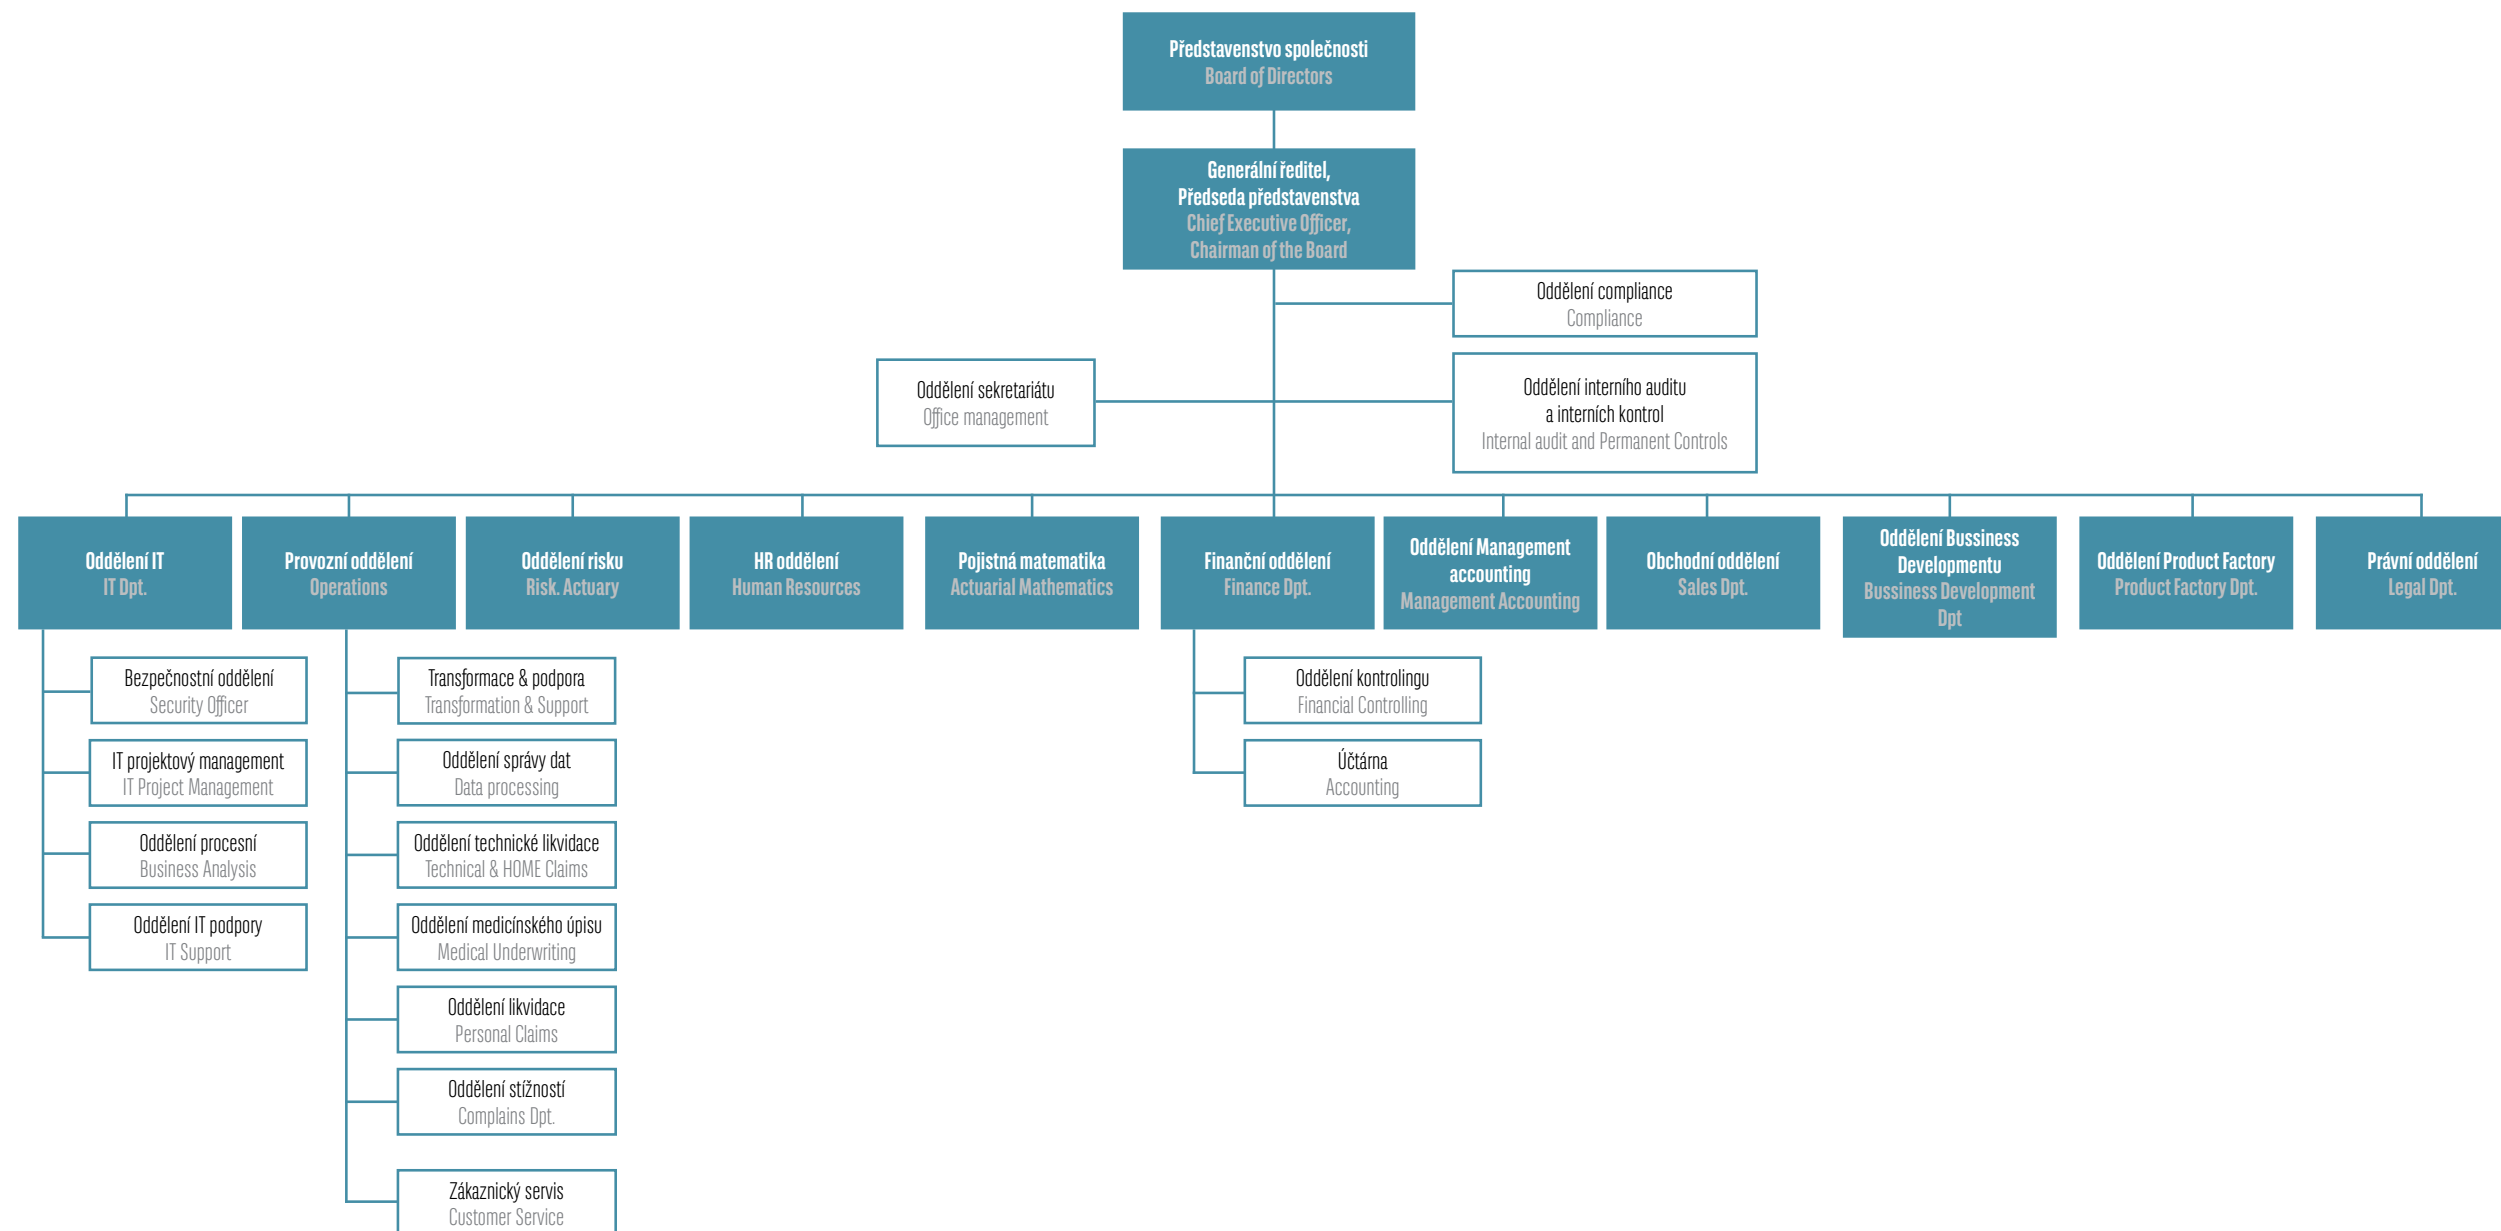 Představenstvo společnosti
Board of Directors
Generální ředitel,
Předseda představenstva
Chief Executive Officer,
Chairman of the Board
Oddělení compliance
Compliance
Oddělení sekretariátu
Office management
Oddělení interního auditu
a interních kontrol
Internal audit and Permanent Controls
Oddělení IT
IT Dpt.
Provozní oddělení
Operations
Oddělení risku
Risk. Actuary
HR oddělení
Human Resources
Pojistná matematika
Actuarial Mathematics
Finanční oddělení
Finance Dpt.
Oddělení Management
accounting
Management Accounting
Obchodní oddělení
Sales Dpt.
Oddělení Bussiness
Developmentu
Bussiness Development
Dpt
Oddělení Product Factory
Product Factory Dpt.
Právní oddělení
Legal Dpt.
Bezpečnostní oddělení
Security Officer
IT projektový management
IT Project Management
Oddělení procesní
Business Analysis
Oddělení IT podpory
IT Support
Transformace & podpora
Transformation & Support
Oddělení správy dat
Data processing
Oddělení technické likvidace
Technical & HOME Claims
Oddělení medicínského úpisu
Medical Underwriting
Oddělení likvidace
Personal Claims
Oddělení stížností
Complains Dpt.
Zákaznický servis
Customer Service
Oddělení kontrolingu
Financial Controlling
Účtárna
Accounting